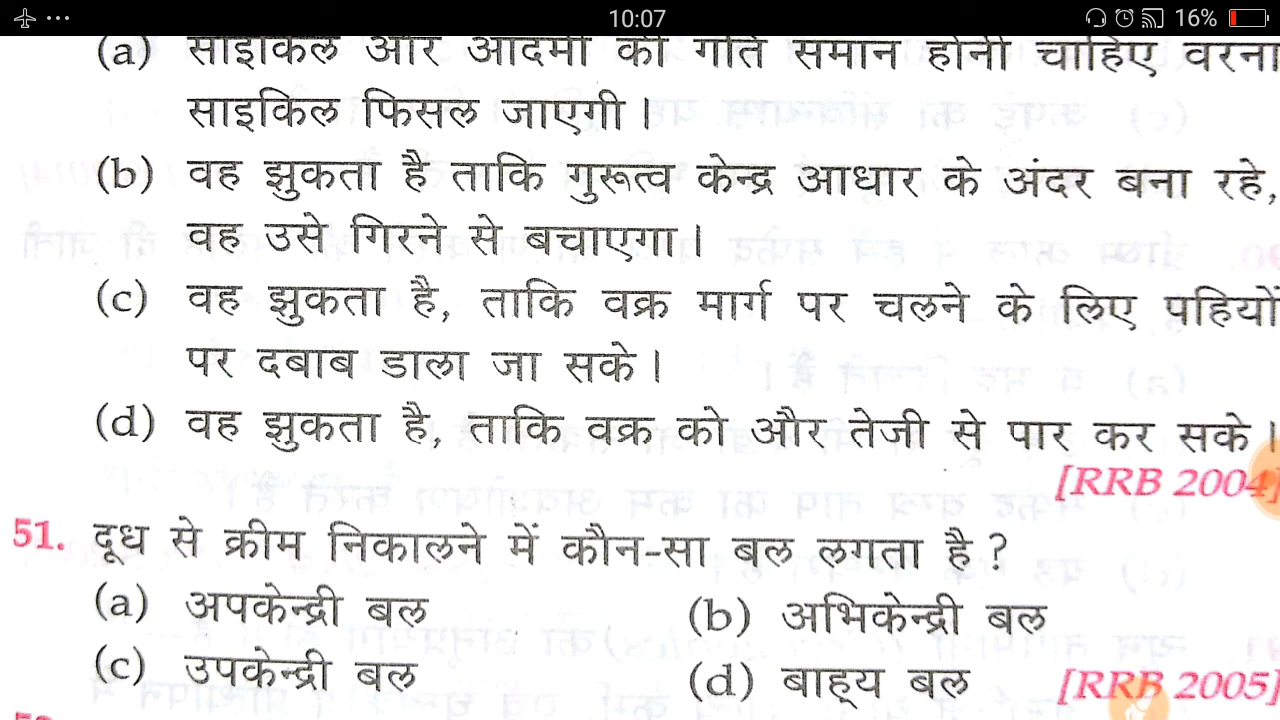 10:07 16%
(a) साइकिल और आदमी की गति समान होनी चाहिए वरना
साइकिल फिसल जाएगी।
(b) वह झुकता है ताकि गुरूत्व केन्द्र आधार के अंदर बना रहे,
वह उसे गिरने से बचाएगा।
(c) वह झुकता है, ताकि वक्र मार्ग पर चलने के लिए पहियों
पर दबाब डाला जा सके।
(d) वह झुकता है, ताकि वक्र को और तेजी से पार कर सके।
[RRB 2004]
51. दूध से क्रीम निकालने में कौन-सा बल लगता है ?
(a) अपकेन्द्री बल (b) अभिकेन्द्री बल
(c) उपकेन्द्री बल (d) बाह्य बल [RRB 2005]